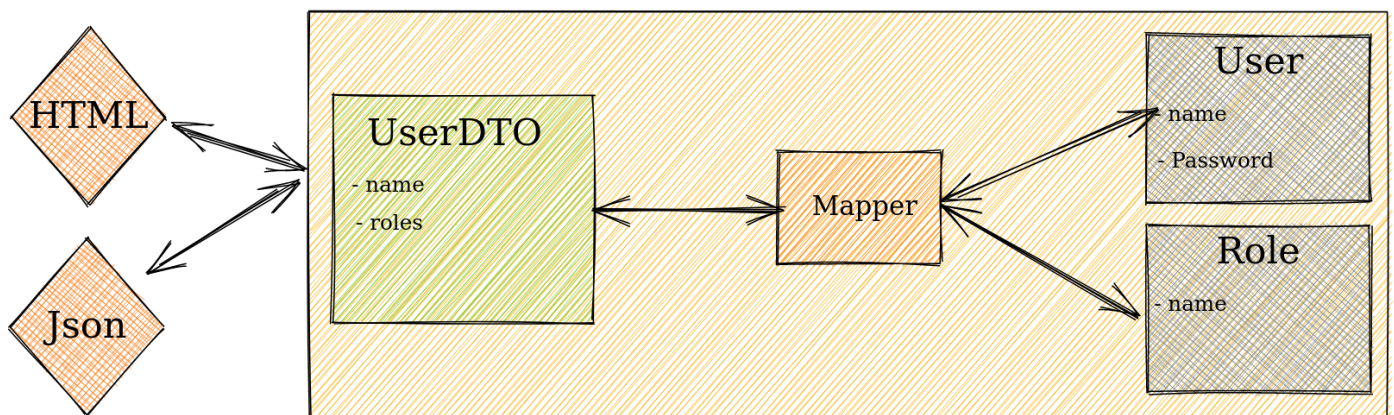 HTML
Json
UserDTO
- name
- roles
Mapper
User
- name
- Password
Role
- name